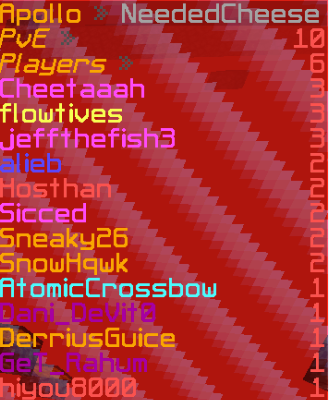 Apollo » NeededCheese
PvE » 10
Players » 6
Cheetaaah 3
flowtives 3
jeffthefish3 3
alieb 2
Hosthan 2
Sicced 2
Sneaky26 2
SnowHqwk 2
AtomicCrossbow 1
Dani_DeVit0 1
DerriusGuice 1
GeT_Rahum 1
hiyou8000 1